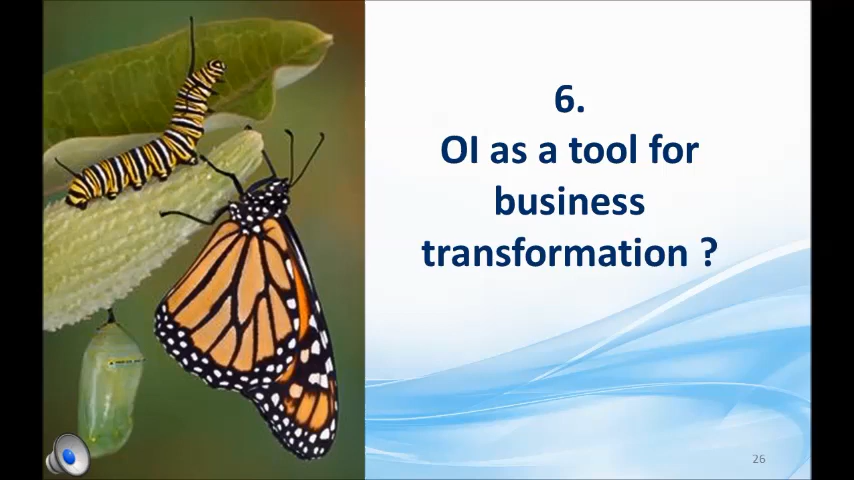 6.
OI as a tool for
business
transformation ?
26